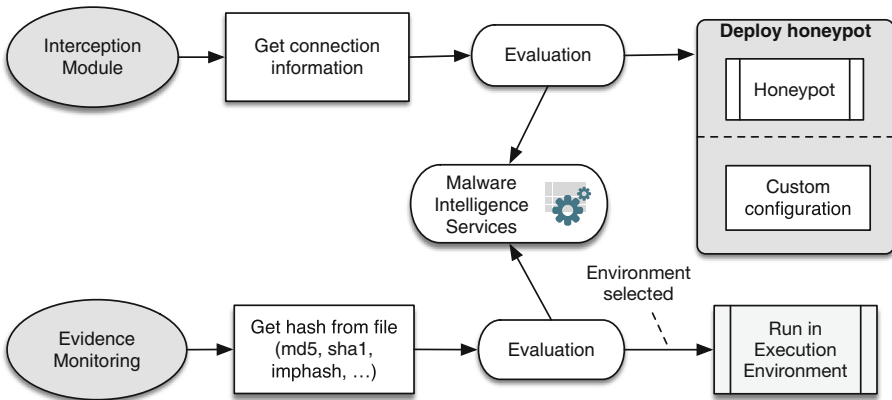 Interception
Module
Get connection
information
Evaluation
Deploy honeypot
Honeypot
Custom
configuration
Malware
Intelligence
Services
Environment
selected
Evidence
Monitoring
Get hash from file
(md5, sha1,
imphash, …)
Evaluation
Run in
Execution
Environment